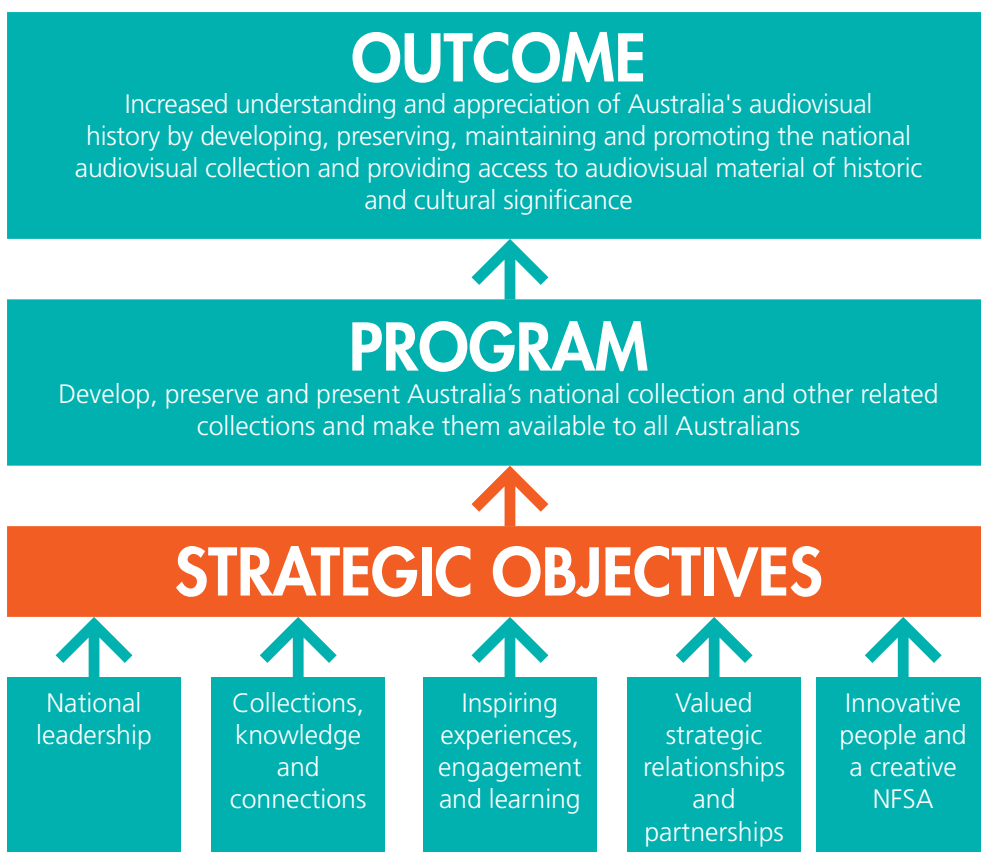 OUTCOME
Increased understanding and appreciation of Australia's audiovisual
history by developing, preserving, maintaining and promoting the national
audiovisual collection and providing access to audiovisual material of historic
and cultural significance
PROGRAM
Develop, preserve and present Australia’s national collection and other related
collections and make them available to all Australians
STRATEGIC OBJECTIVES
National
leadership
Collections,
knowledge
and
connections
Inspiring
experiences,
engagement
and learning
Valued
strategic
relationships
and
partnerships
Innovative
people and
a creative
NFSA